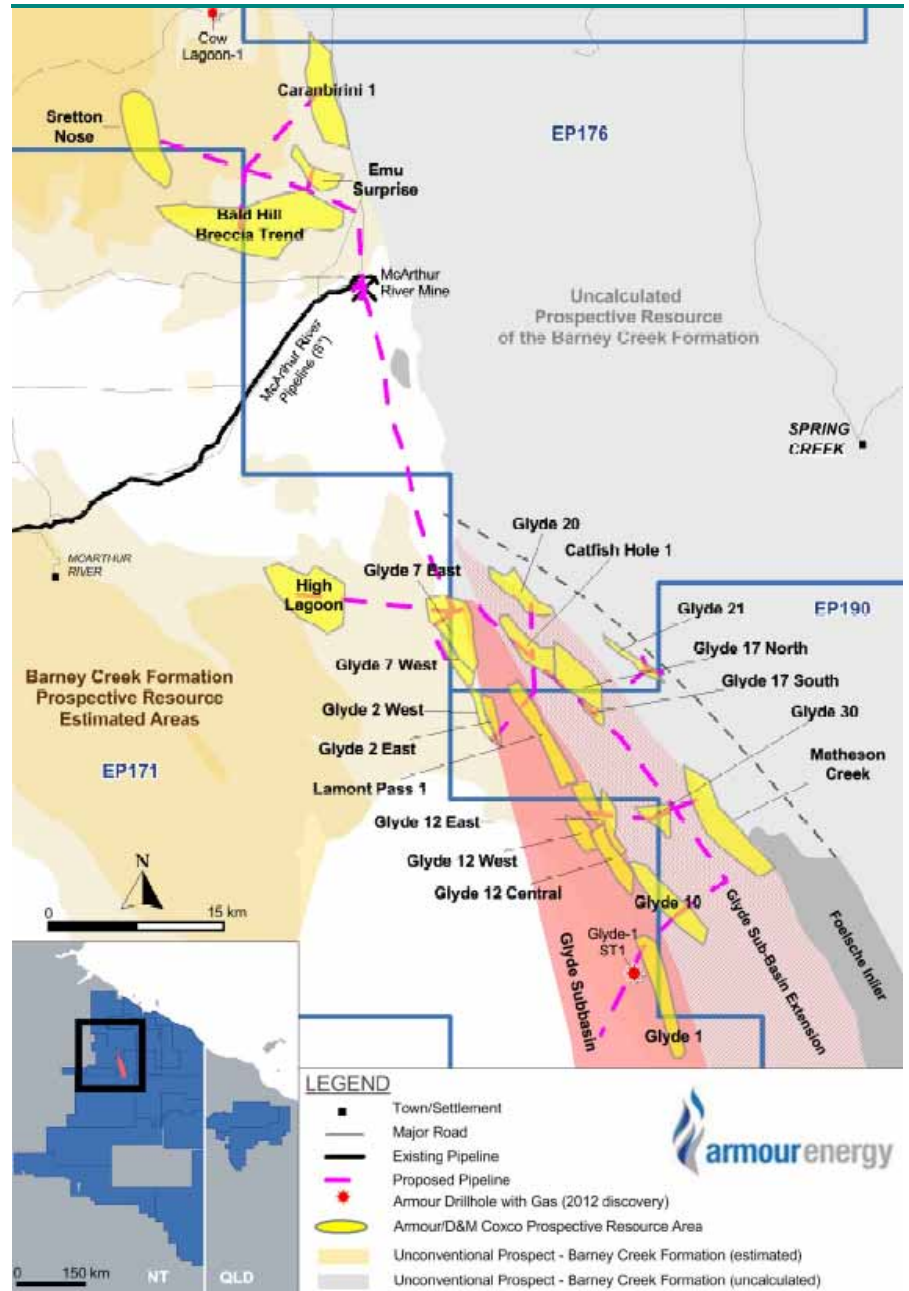 Cow
Lagoon-1
Caranbirini 1
Sretton
Nose
EP176
Emu
Surprise
Bald Hill
Breccia Trend
McArthur
River Mine
Uncalculated
Prospective Resource
of the Barney Creek Formation
McArthur River
Pipeline (6")
SPRING
CREEK
Glyde 20
Catfish Hole 1
MCARTHUR
RIVER
Glyde 7 East
High
Lagoon
Glyde 21
EP190
Glyde 17 North
Glyde 7 West
Barney Creek Formation
Prospective Resource
Estimated Areas
Glyde 17 South
Glyde 2 West
Glyde 30
Glyde 2 East
EP171
Matheson
Creek
Lamont Pass 1
Glyde 12 East
Glyde 12 West
Glyde 12 Central
N
0 15 km
Glyde 10
Glyde-1
ST1
Glyde Subbasin
Glyde Sub-Basin Extension
Foelsche Inlier
Glyde 1
LEGEND
Town/Settlement
Major Road
Existing Pipeline
Proposed Pipeline
Armour Drillhole with Gas (2012 discovery)
Armour/D&M Coxco Prospective Resource Area
Unconventional Prospect - Barney Creek Formation (estimated)
Unconventional Prospect - Barney Creek Formation (uncalculated)
armourenergy
0 150 km
NT QLD